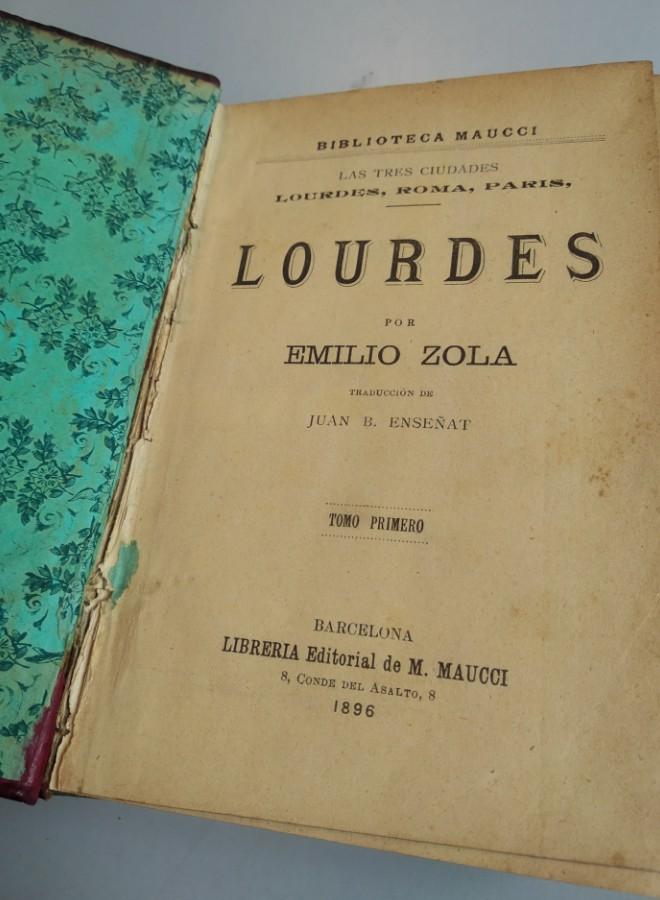 BIBLIOTECA MAUCCI
LAS TRES CIUDADES
LOURDES, ROMA, PARIS,
LOURDES
POR
EMILIO ZOLA
TRADUCCIÓN DE
JUAN B. ENSEÑAT
TOMO PRIMERO
BARCELONA
LIBRERIA Editorial de M. MAUCCI
8, CONDE DEL ASALTO, 8
1896